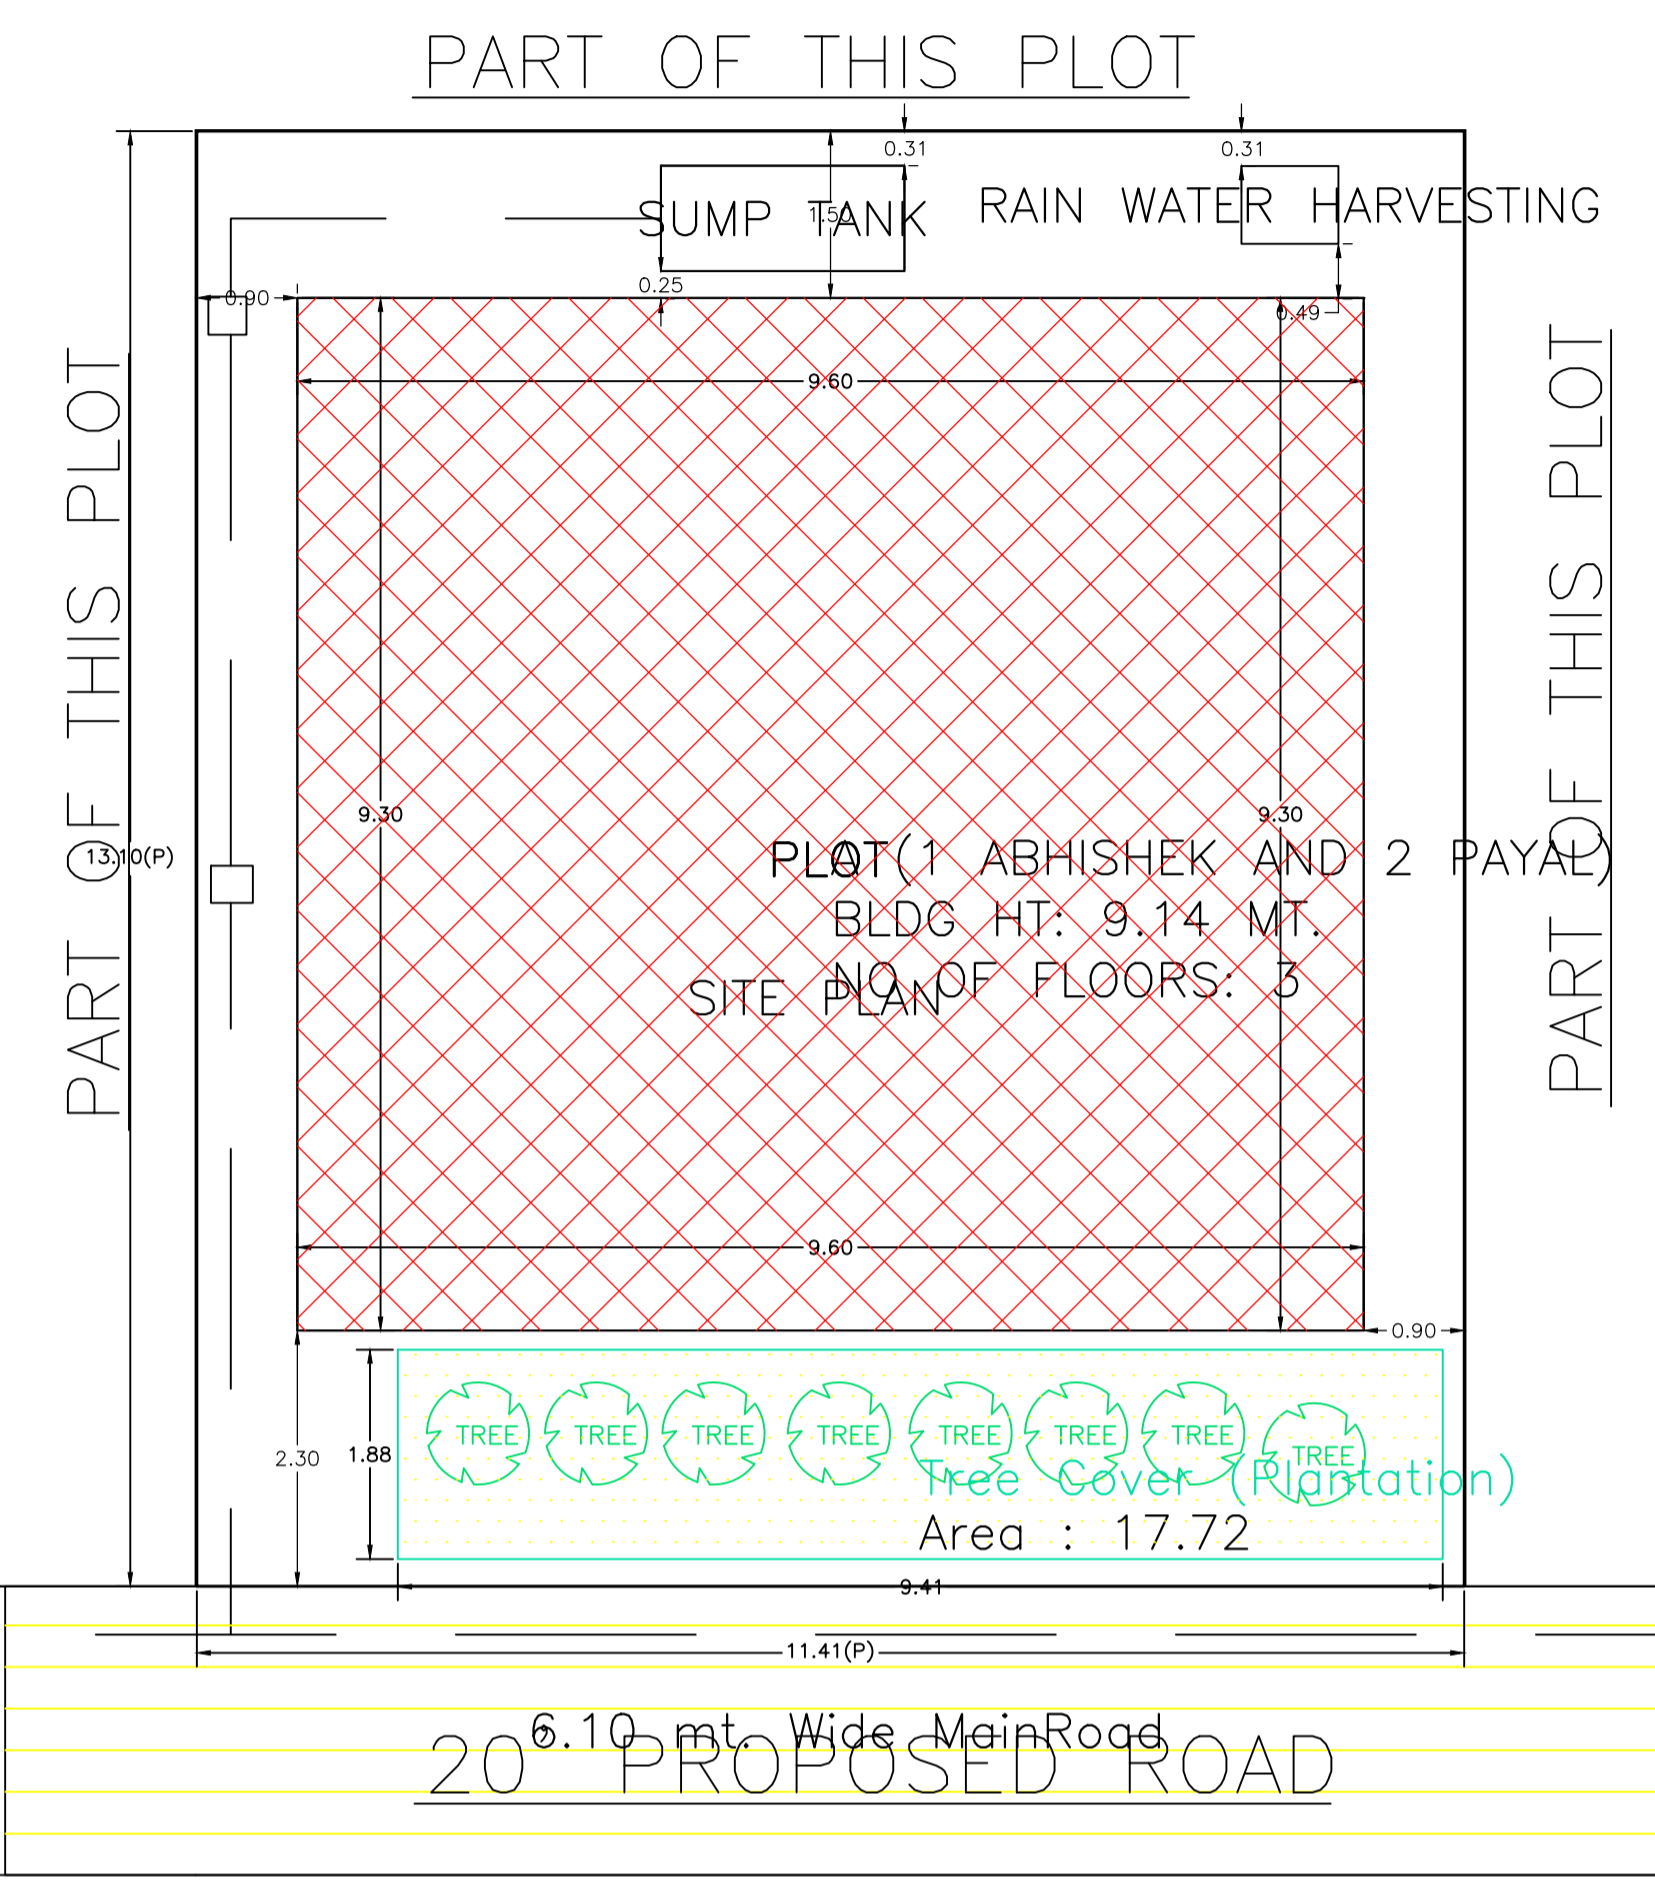 PART OF THIS PLOT
0.31
0.31
SUMP TANK
1.50
RAIN WATER HARVESTING
0.25
0.90
0.49
9.60
PART OF THIS PLOT
PART OF THIS PLOT
9.30
9.30
13.10(P)
PLOT
A (1 ABHISHEK AND 2 PAYAL)
BLDG HT: 9.14 MT.
NO OF FLOORS: 3
SITE PLAN
9.60
0.90
2.30
1.88
TREE TREE TREE TREE TREE TREE TREE TREE
Tree Cover (Plantation)
Area : 17.72
9.41
11.41(P)
6.10 mt. Wide MainRoad
20' PROPOSED ROAD